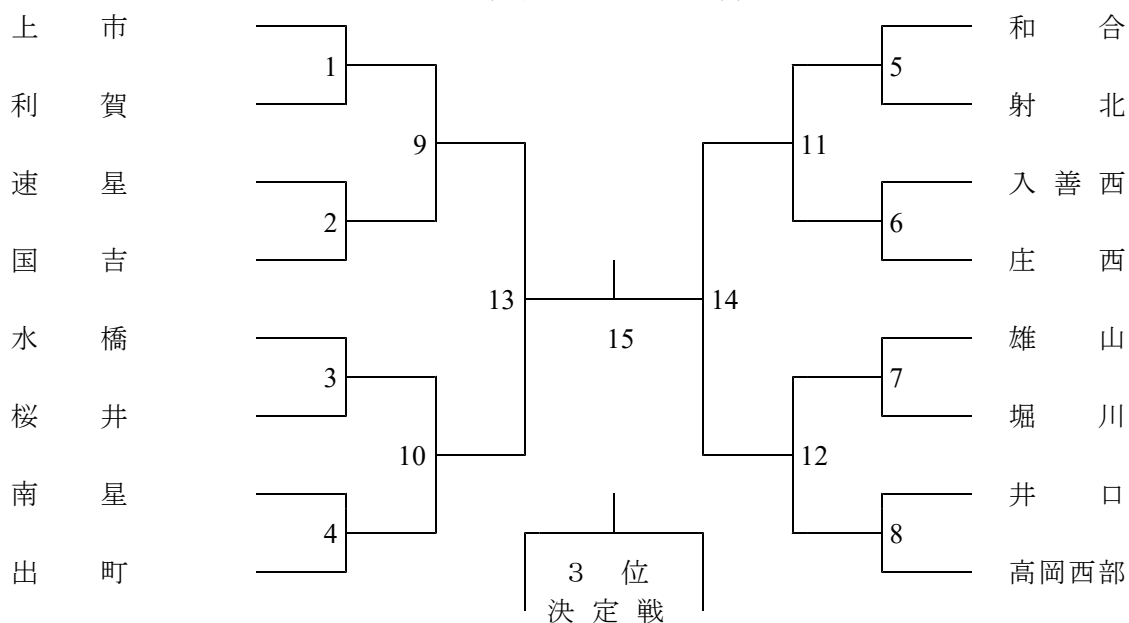 上市 和合
1 5
利賀 射北
9 11
速星 入善西
2 6
国吉 庄西
13 14
水橋 15 雄山
3 7
桜井 堀川
10 12
南星 井口
4 8
出町 3位 高岡西部
決定戦